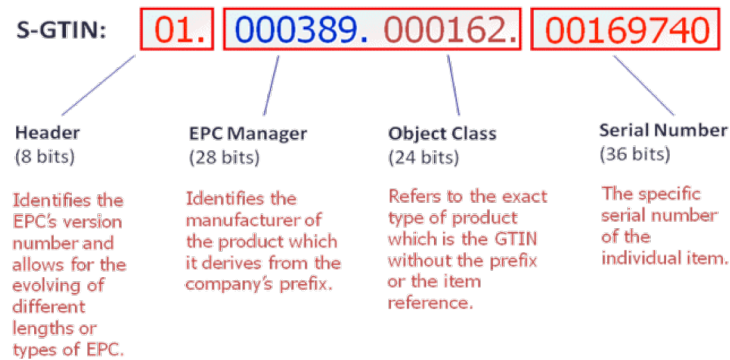 S-GTIN: 01. 000389. 000162. 00169740
Header
(8 bits)
Identifies the
EPC's version
number and
allows for the
evolving of
different
lengths or
types of EPC.
EPC Manager
(28 bits)
Identifies the
manufacturer of
the product which
it derives from the
company's prefix.
Object Class
(24 bits)
Refers to the exact
type of product
which is the GTIN
without the prefix
or the item
reference.
Serial Number
(36 bits)
The specific
serial number
of the
individual item.